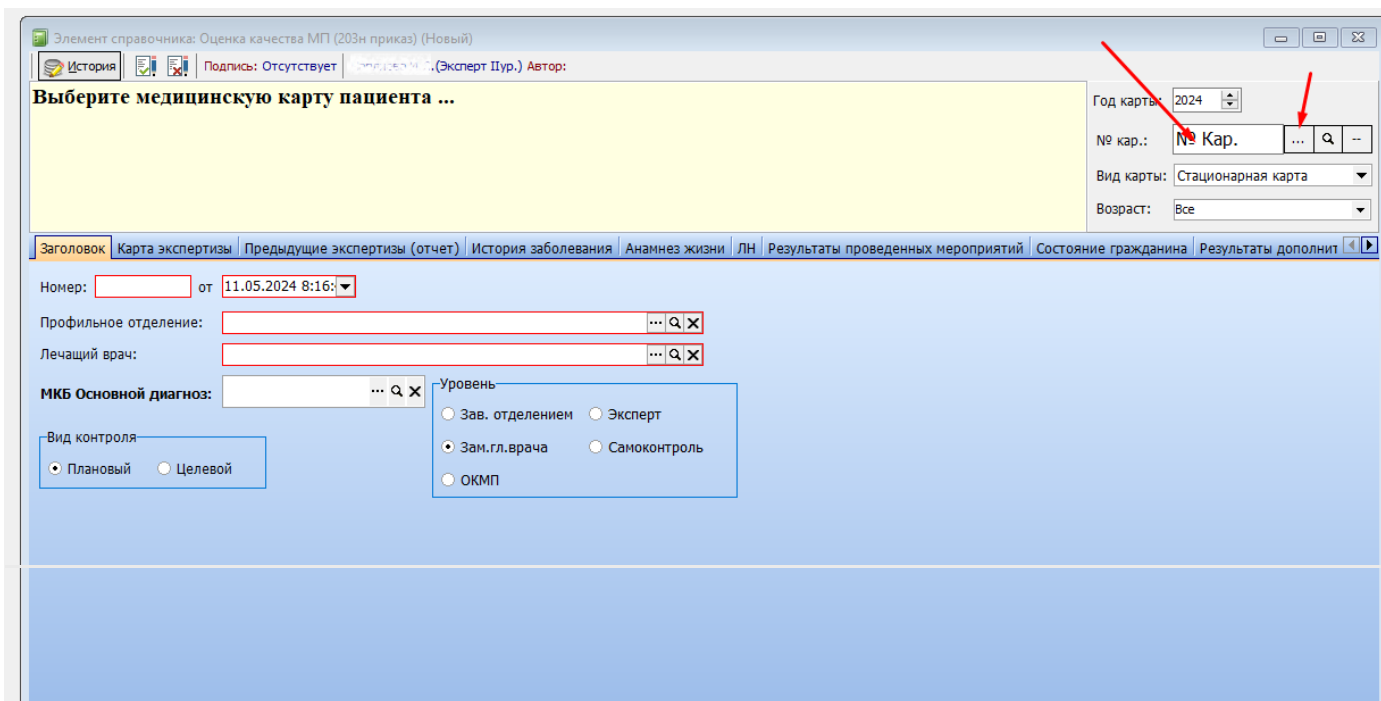 Элемент справочника: Оценка качества МП (203н приказ) (Новый)
История Подпись: Отсутствует .(Эксперт IIур.) Автор:
Выберите медицинскую карту пациента ...
Год карты: 2024
№ кар.: № Кар. ... --
Вид карты: Стационарная карта
Возраст: Все
Заголовок Карта экспертизы Предыдущие экспертизы (отчет) История заболевания Анамнез жизни ЛН Результаты проведенных мероприятий Состояние гражданина Результаты дополнит
Номер: от 11.05.2024 8:16:
Профильное отделение: ...
Лечащий врач: ...
МКБ Основной диагноз: ...
Уровень
Зав. отделением Эксперт
Зам.гл.врача Самоконтроль
ОКМП
Вид контроля
Плановый Целевой